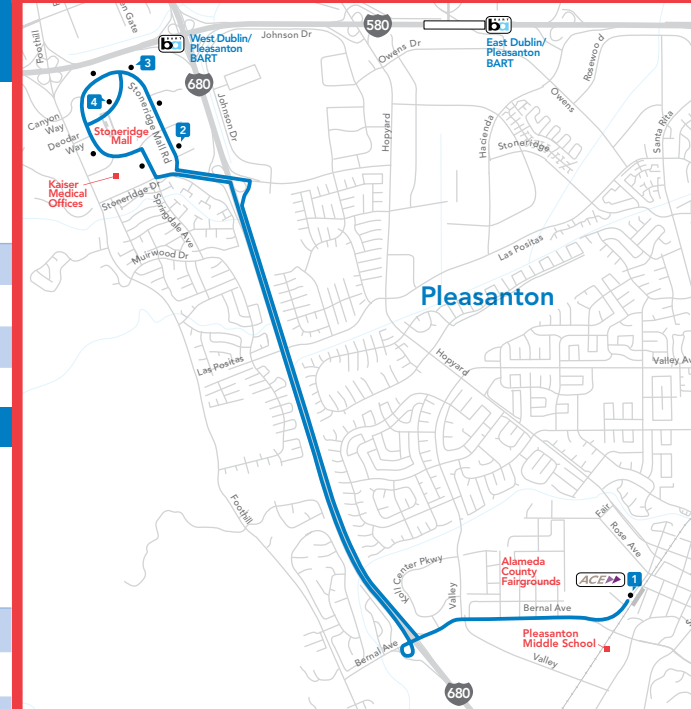 on Gate
Foothill
580
Johnson Dr
Owens Dr
West Dublin/
Pleasanton
BART
East Dublin/
Pleasanton
BART
Rosewood
3
680
Johnson Dr
Owens
4
Stoneridge Mall Rd
Canyon
Way
Deodar
Way
Stoneridge
Mall
2
Hopyard
Hacienda
Stoneridge
Santa Rita
Kaiser
Medical
Offices
Stoneridge Dr
Springdale Ave
Muirwood Dr
Las Positas
Pleasanton
Las Positas
Hopyard
Valley Av
Foothill
Fair
Rose Ave
Koll Center Pkwy
Valley
Alameda
County
Fairgrounds
ACE
1
Bernal Ave
Bernal Ave
Pleasanton
Middle School
Valley
680